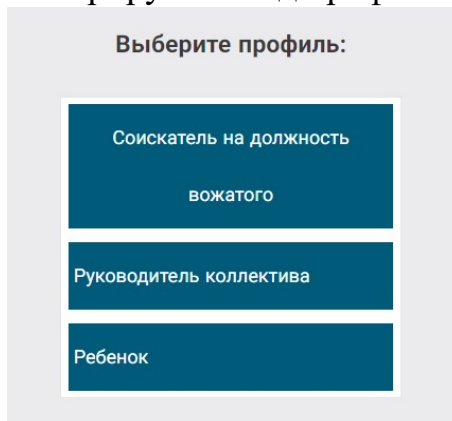 Выберите профиль:
Соискатель на должность
вожатого
Руководитель коллектива
Ребенок